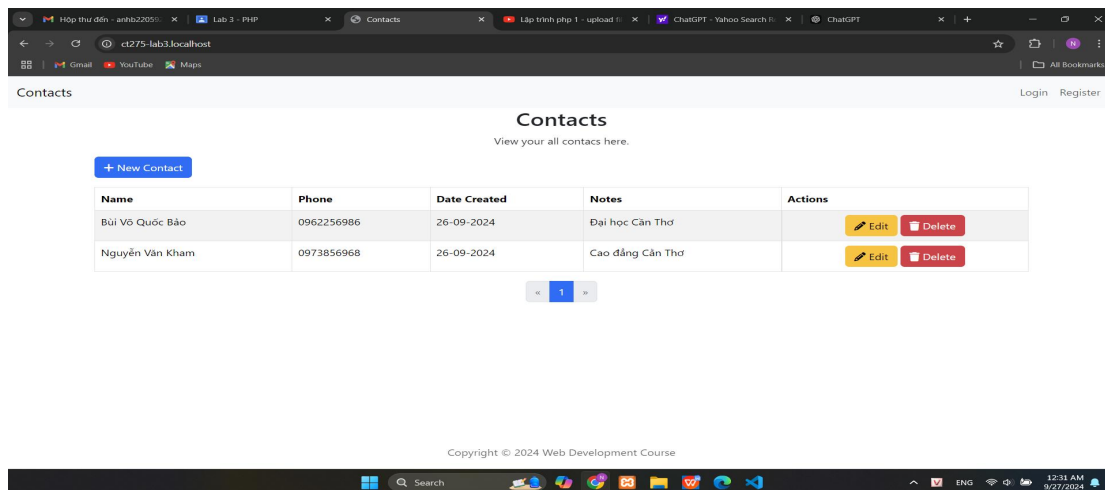 Hộp thư đến - anhb22059 Lab 3 - PHP Contacts Lập trình php 1 - upload ChatGPT - Yahoo Search ChatGPT
ct275-lab3.localhost N
Gmail YouTube Maps All Bookmarks
Contacts Login Register
Contacts
View your all contacs here.
+ New Contact
Name Phone Date Created Notes Actions
Bùi Võ Quốc Bảo 0962256986 26-09-2024 Đại học Cần Thơ Edit Delete
Nguyễn Văn Kham 0973856968 26-09-2024 Cao đẳng Cần Thơ Edit Delete
« 1 »
Copyright © 2024 Web Development Course
Search V ENG 12:31 AM
9/27/2024